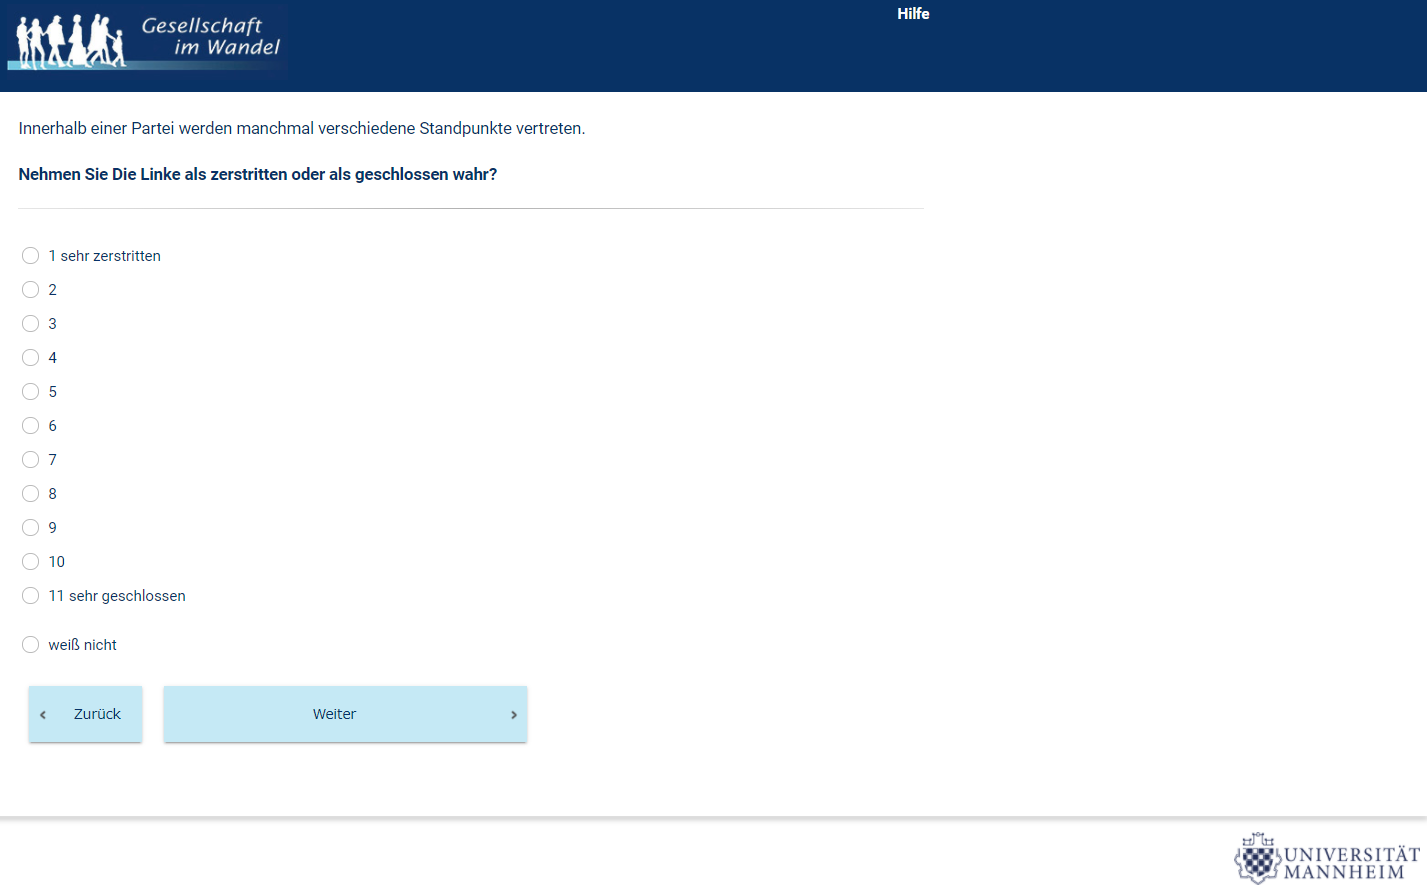 Gesellschaft
im Wandel
Hilfe
Innerhalb einer Partei werden manchmal verschiedene Standpunkte vertreten.
Nehmen Sie Die Linke als zerstritten oder als geschlossen wahr?
1 sehr zerstritten
2
3
4
5
6
7
8
9
10
11 sehr geschlossen
weiß nicht
‹ Zurück
Weiter ›
UNIVERSITÄT
MANNHEIM